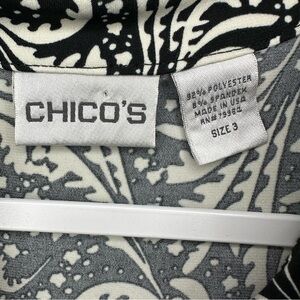 CHICO'S
92% POLYESTER
8% SPANDEX
MADE IN USA
SIZE 3